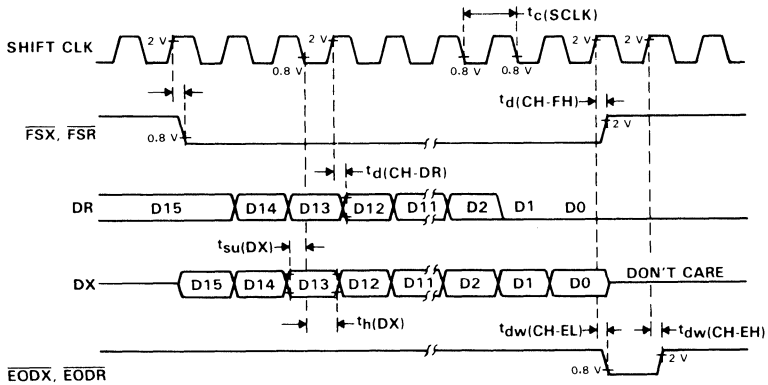 t_c(SCLK)
SHIFT CLK
2 V
2 V
2 V
2 V
0.8 V
0.8 V
0.8 V
t_d(CH-FH)
FSX, FSR
0.8 V
2 V
t_d(CH-DR)
DR D15 D14 D13 D12 D11 D2 D1 D0
t_su(DX)
DON'T CARE
DX D15 D14 D13 D12 D11 D2 D1 D0
t_h(DX)
t_dw(CH-EL)
t_dw(CH-EH)
0.8 V
2 V
EODX, EODR